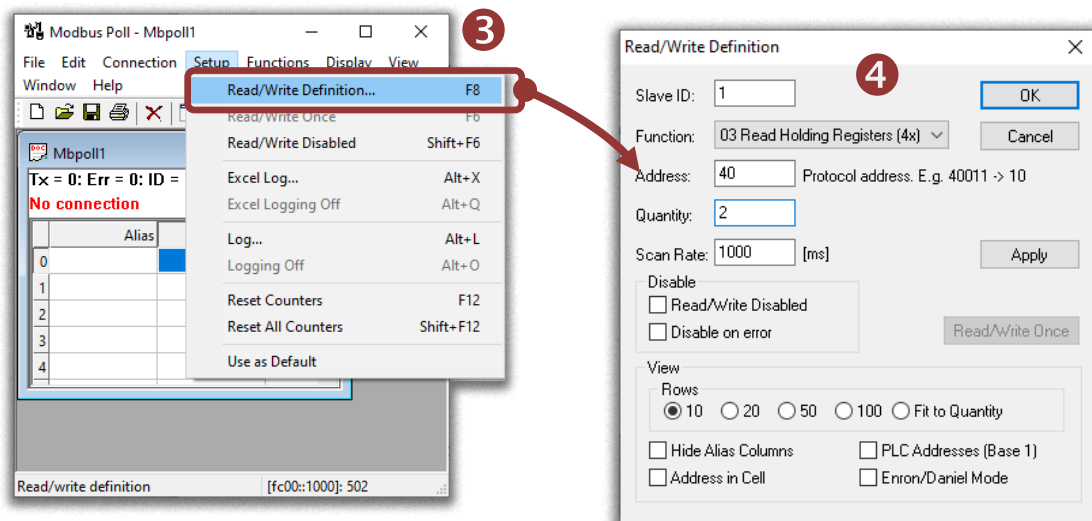 Modbus Poll - Mbpoll1
3
File Edit Connection Setup Functions Display View
Window Help
Read/Write Definition... F8
Read/Write Once F6
Read/Write Disabled Shift+F6
Excel Log... Alt+X
Excel Logging Off Alt+Q
Log... Alt+L
Logging Off Alt+O
Reset Counters F12
Reset All Counters Shift+F12
Use as Default
Mbpoll1
Tx = 0: Err = 0: ID =
No connection
Alias
0
1
2
3
4
Read/write definition [fc00::1000]: 502
Read/Write Definition
4
Slave ID: 1 OK
Function: 03 Read Holding Registers (4x) Cancel
Address: 40 Protocol address. E.g. 40011 -> 10
Quantity: 2
Scan Rate: 1000 [ms] Apply
Disable
Read/Write Disabled
Disable on error Read/Write Once
View
Rows
10 20 50 100 Fit to Quantity
Hide Alias Columns PLC Addresses (Base 1)
Address in Cell Enron/Daniel Mode